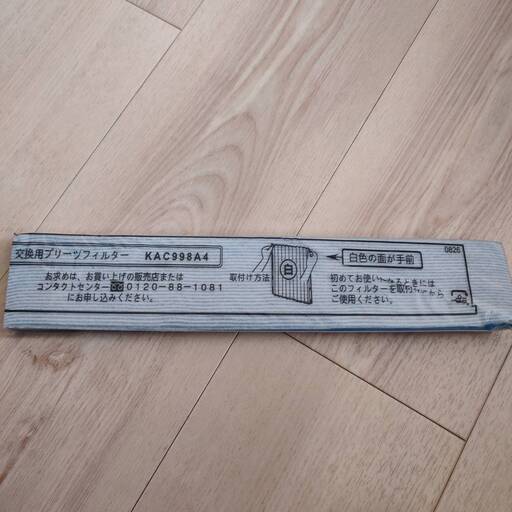 交換用プリーツフィルター KAC998A4
お求めは、お買い上げの販売店または
コンタクトセンター 0120-88-1081
にお申し込みください。
取付け方法
白
白色の面が手前
0826
初めてお使いになるときには
このフィルターを取付けてから
ご使用ください。